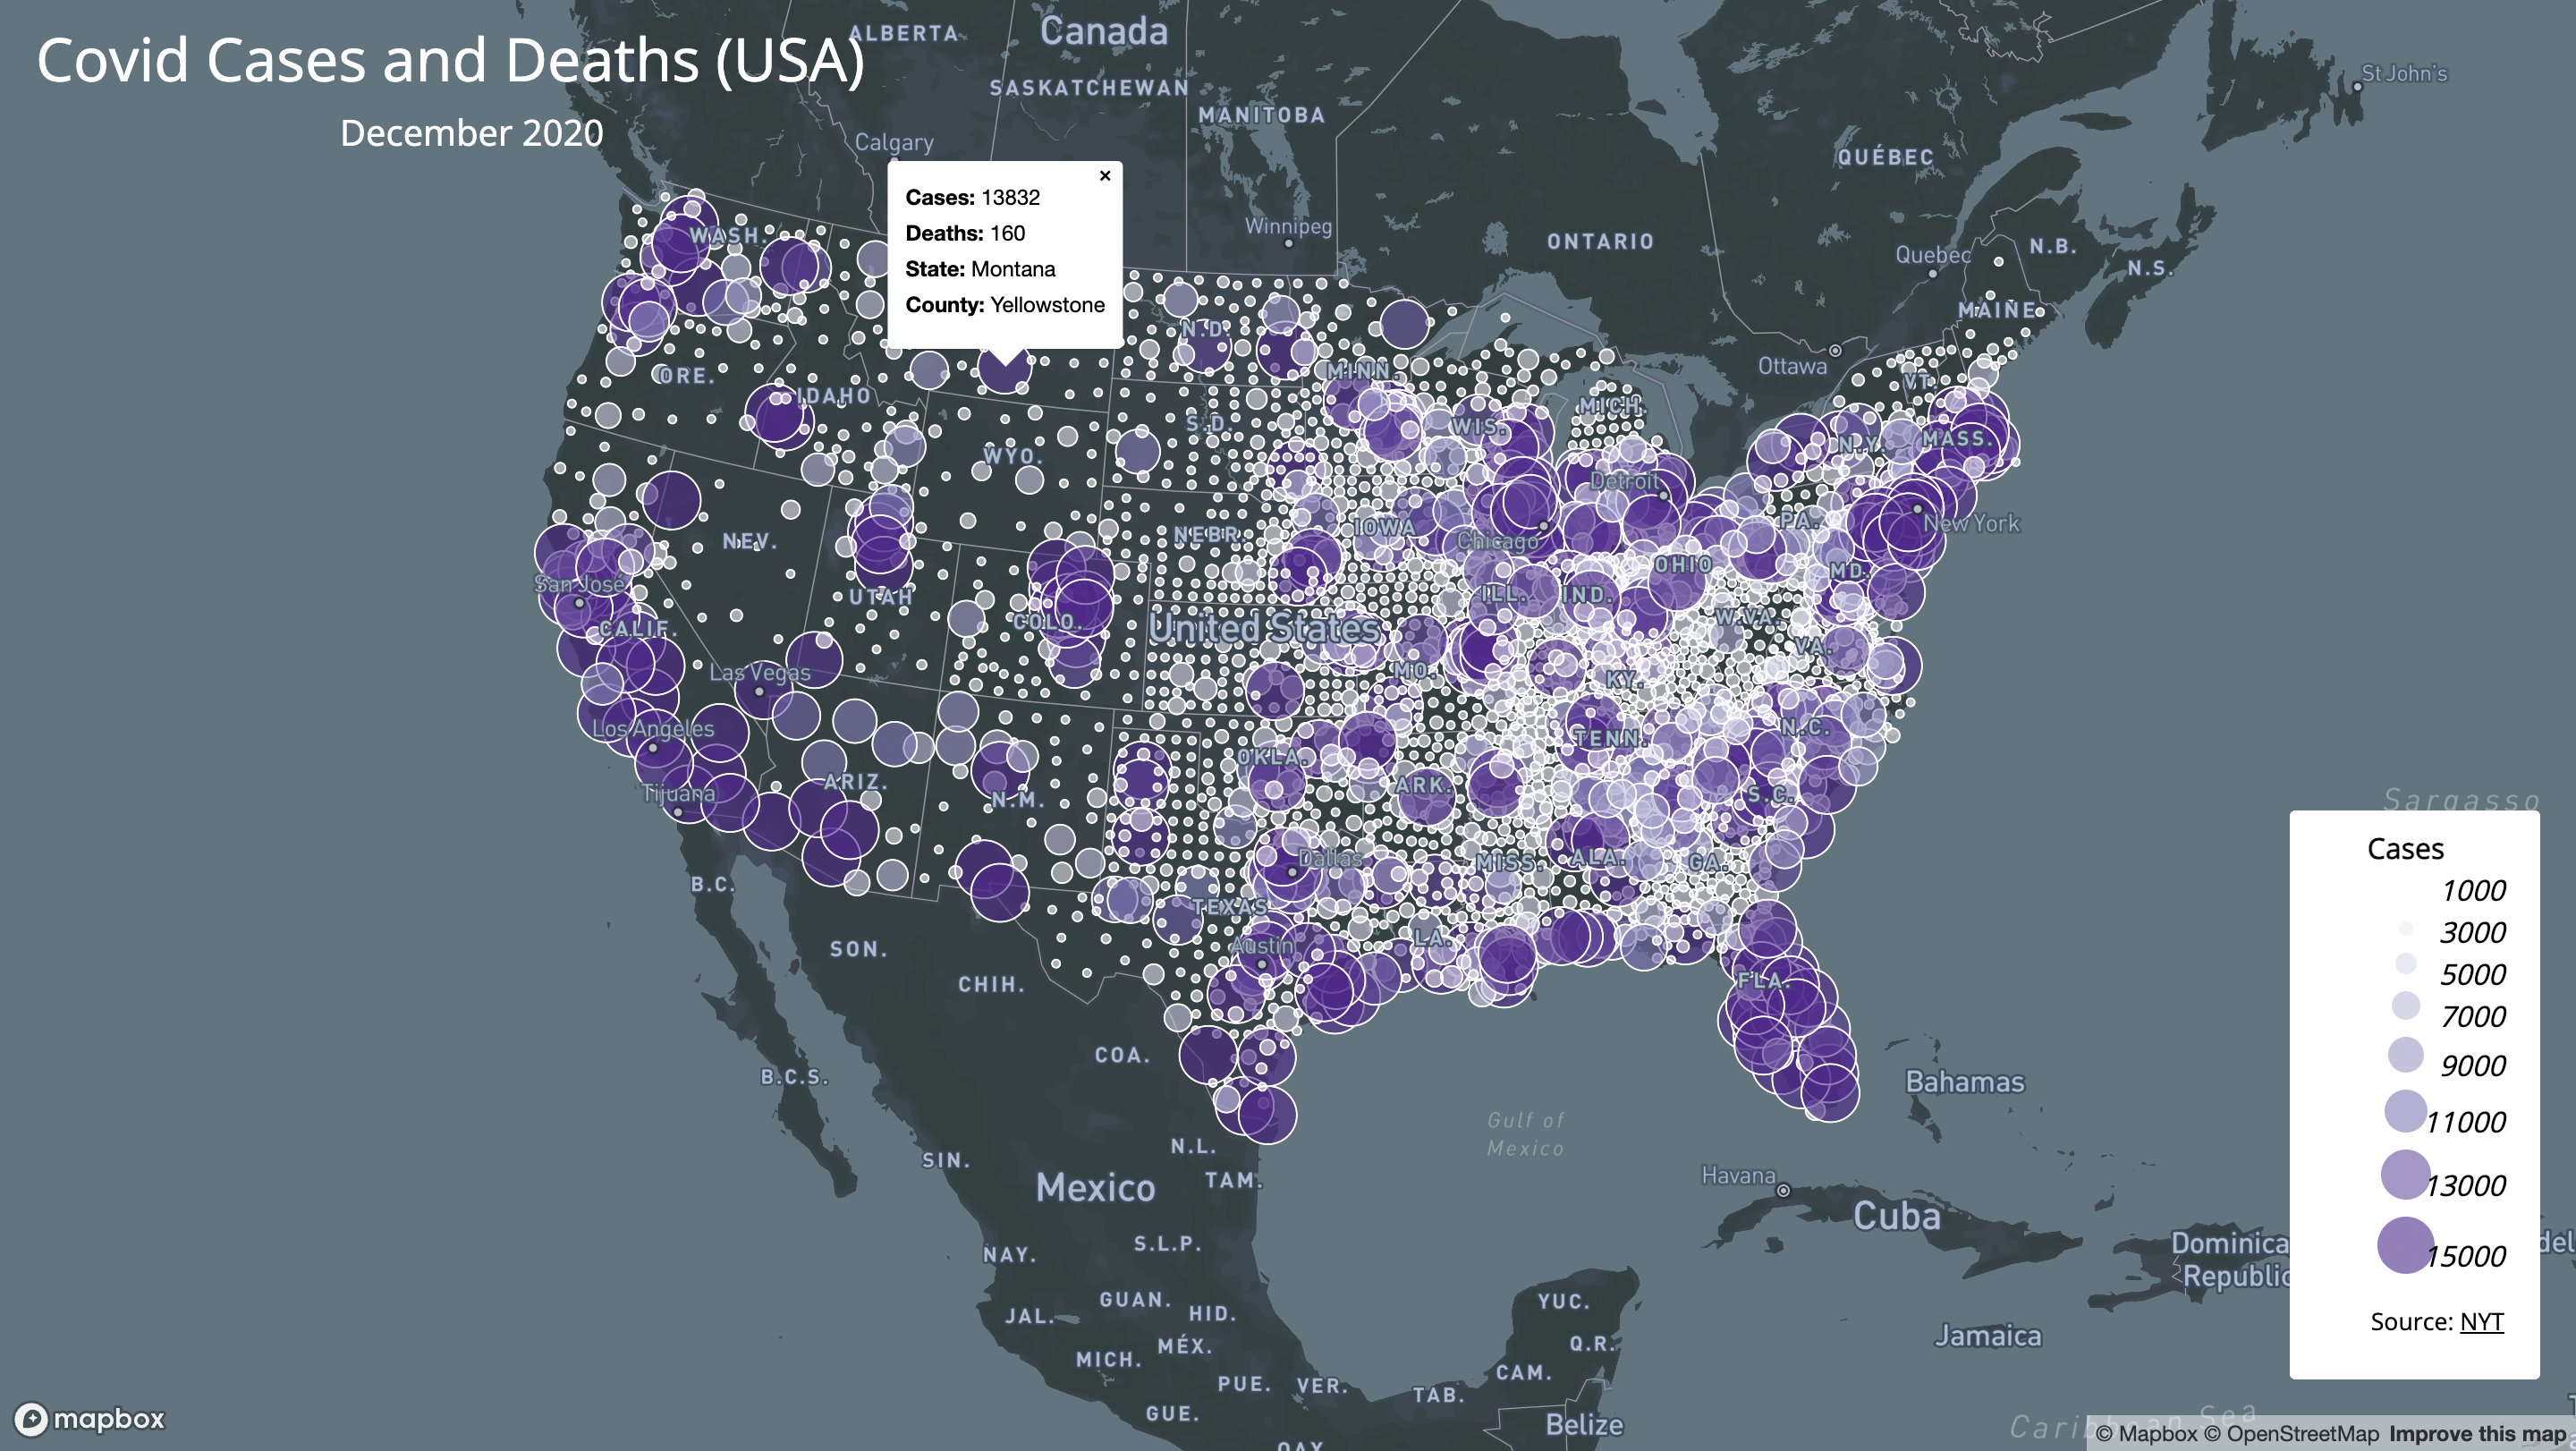 Covid Cases and Deaths (USA)
December 2020
ALBERTA
Canada
SASKATCHEWAN
MANITOBA
Calgary
Winnipeg
ONTARIO
QUÉBEC
St John's
Quebec
N.B.
N.S.
MAINE
Ottawa
×
Cases: 13832
Deaths: 160
State: Montana
County: Yellowstone
WASH.
ORE.
IDAHO
N.D.
MINN.
S.D.
WIS.
MICH.
VT.
N.Y.
MASS.
WYO.
Detroit
NEV.
NEBR.
IOWA
Chicago
PA.
New York
San José
UTAH
COLO.
CALIF.
United States
ILL.
IND.
OHIO
MD.
W.VA.
VA.
Las Vegas
MO.
KY.
Los Angeles
Tijuana
ARIZ.
N.M.
OKLA.
ARK.
TENN.
N.C.
S.C.
Dallas
MISS.
ALA.
GA.
TEXAS
Austin
LA.
FLA.
B.C.
SON.
CHIH.
COA.
B.C.S.
Gulf of
Mexico
Bahamas
Sargasso
N.L.
SIN.
TAM.
Mexico
Havana
Cuba
NAY.
S.L.P.
Dominica
Republic
del
GUAN.
HID.
JAL.
MÉX.
MICH.
YUC.
Q.R.
CAM.
Jamaica
PUE.
VER.
TAB.
GUE.
OAX.
Belize
Caribbean Sea
Cases
1000
3000
5000
7000
9000
11000
13000
15000
Source: NYT
mapbox
© Mapbox © OpenStreetMap Improve this map